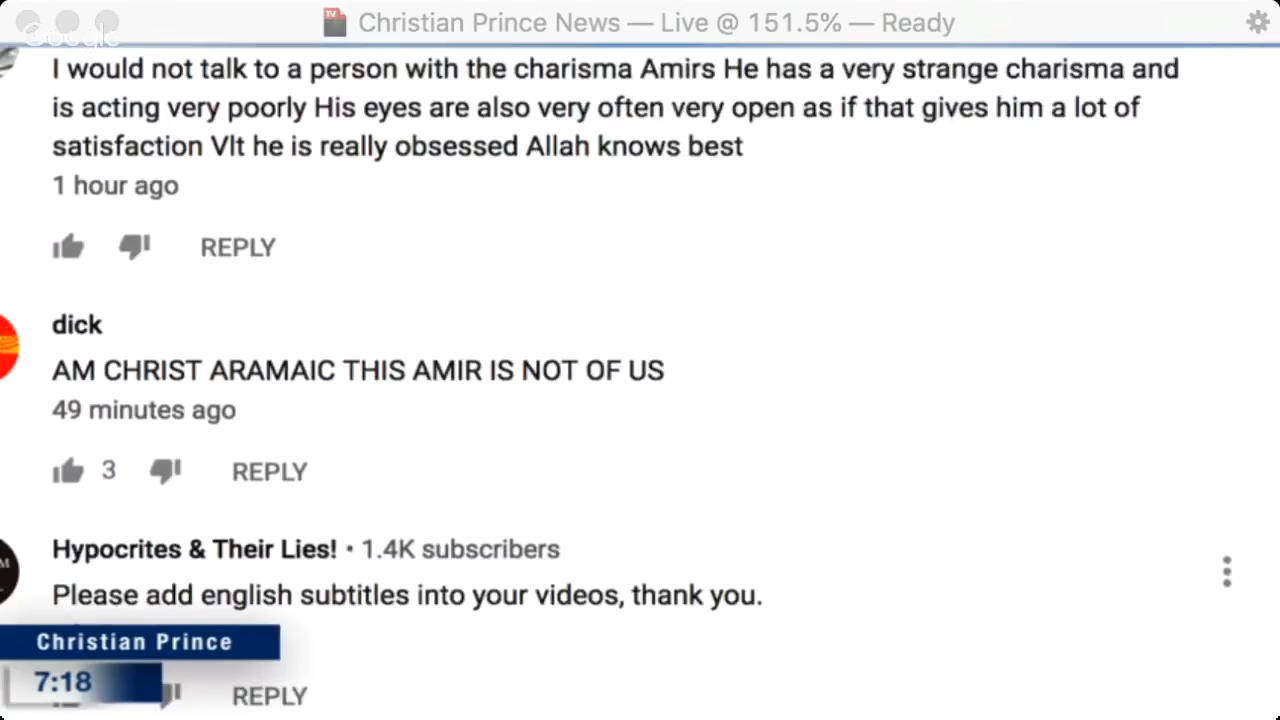 Christian Prince News — Live @ 151.5% — Ready
Google
I would not talk to a person with the charisma Amirs He has a very strange charisma and
is acting very poorly His eyes are also very often very open as if that gives him a lot of
satisfaction Vlt he is really obsessed Allah knows best
1 hour ago
REPLY
dick
AM CHRIST ARAMAIC THIS AMIR IS NOT OF US
49 minutes ago
3 REPLY
Hypocrites & Their Lies! • 1.4K subscribers
Please add english subtitles into your videos, thank you.
Christian Prince
7:18
REPLY